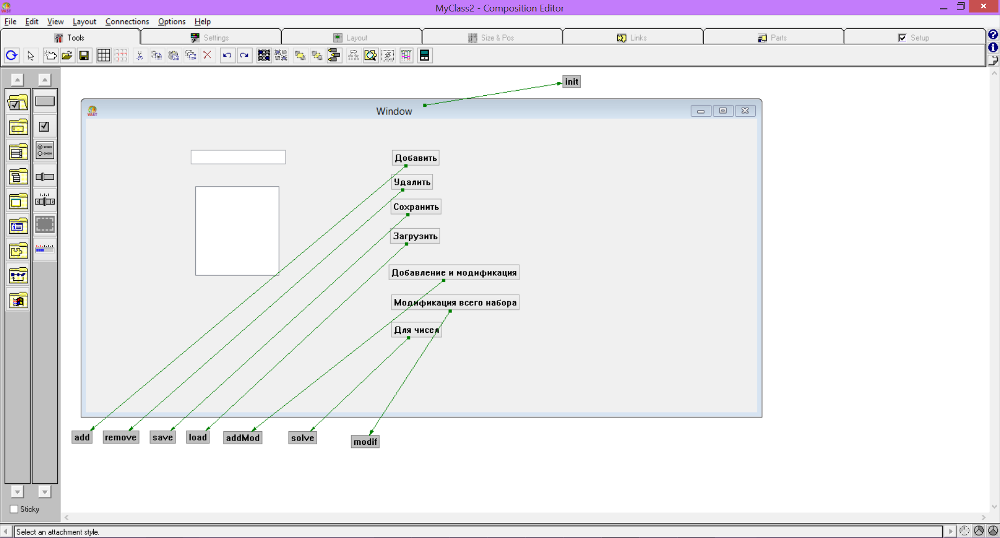 MyClass2 - Composition Editor
VAST
File Edit View Layout Connections Options Help
Tools Settings Layout Size & Pos Links Parts Setup
init
VAST
Window
Добавить
Удалить
Сохранить
Загрузить
Добавление и модификация
Модификация всего набора
Для чисел
add remove save load addMod solve modif
Sticky
Select an attachment style.